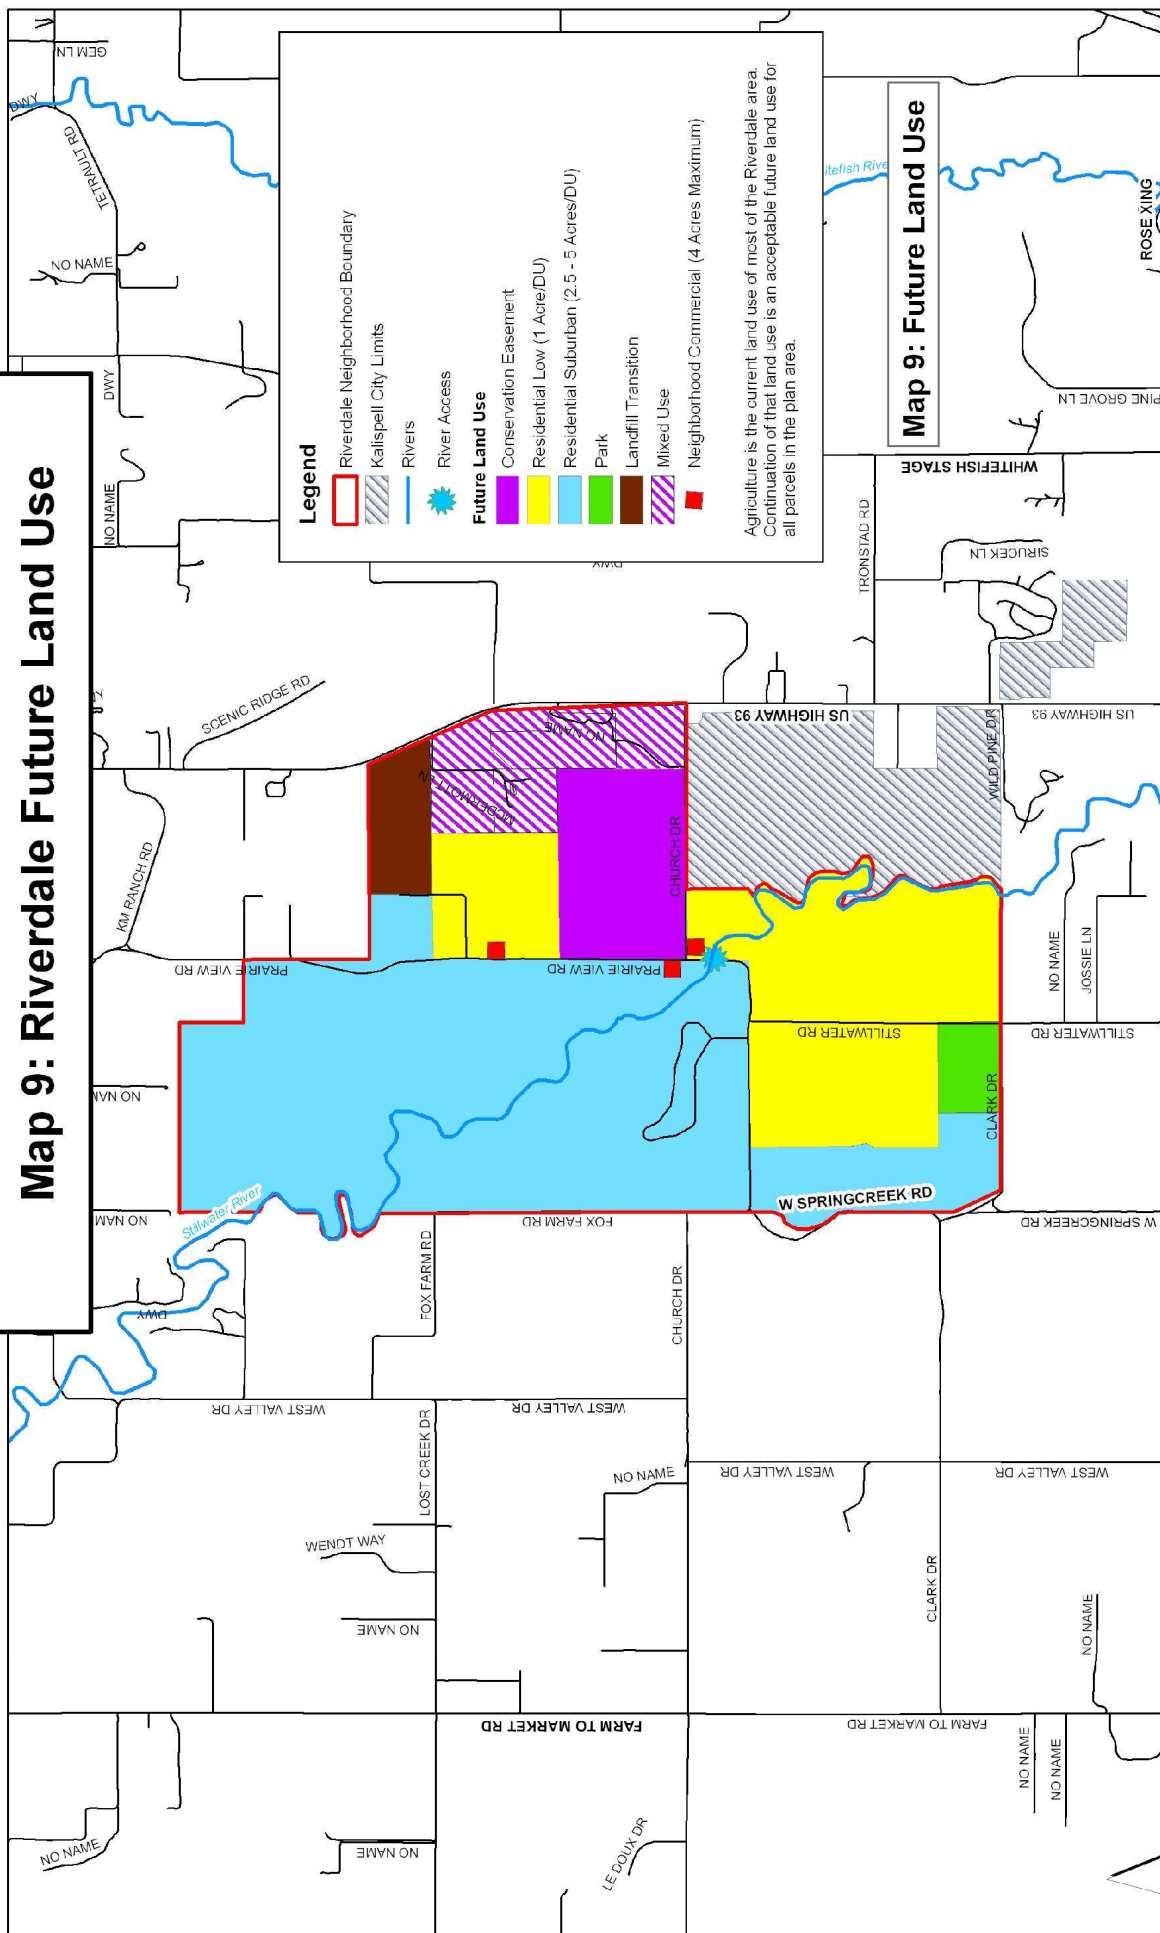 Map 9: Riverdale Future Land Use
Legend
Riverdale Neighborhood Boundary
Kalispell City Limits
Rivers
River Access
Future Land Use
Conservation Easement
Residential Low (1 Acre/DU)
Residential Suburban (2.5 - 5 Acres/DU)
Park
Landfill Transition
Mixed Use
Neighborhood Commercial (4 Acres Maximum)
Agriculture is the current land use of most of the Riverdale area.
Continuation of that land use is an acceptable future land use for
all parcels in the plan area.
Map 9: Future Land Use
GEM LN
DWY
TETRAULT RD
NO NAME
DWY
NO NAME
SCENIC RIDGE RD
KM RANCH RD
PRAIRIE VIEW RD
NO NAM
NO NAM
Stillwater River
DWY
DWY
MCDERMOTT LN
NO NAME
PRAIRIE VIEW RD
CHURCH DR
US HIGHWAY 93
US HIGHWAY 93
WILD PINE DR
TRONSTAD RD
SIRUCEK LN
WHITEFISH STAGE
PINE GROVE LN
ROSE XING
itefish Rive
STILLWATER RD
STILLWATER RD
CLARK DR
NO NAME
JOSSIE LN
W SPRINGCREEK RD
W SPRINGCREEK RD
FOX FARM RD
FOX FARM RD
CHURCH DR
WEST VALLEY DR
WEST VALLEY DR
WEST VALLEY DR
WEST VALLEY DR
LOST CREEK DR
NO NAME
WENDT WAY
NO NAME
CLARK DR
NO NAME
FARM TO MARKET RD
FARM TO MARKET RD
NO NAME
NO NAME
NO NAME
NO NAME
LE DOUX DR